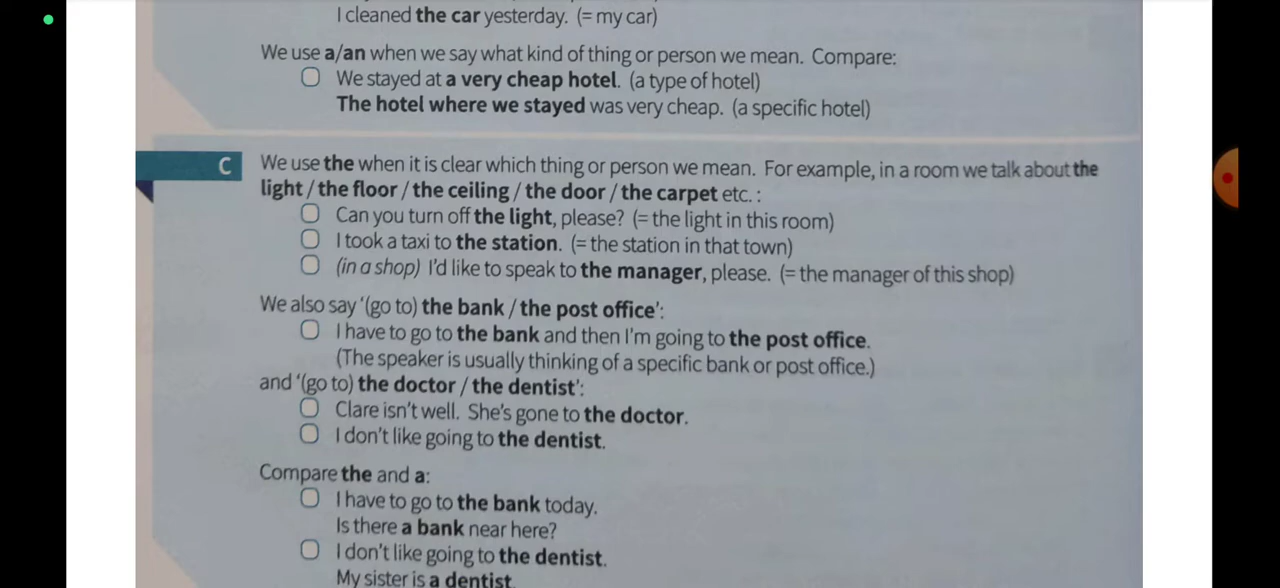 I cleaned the car yesterday. (= my car)
We use a/an when we say what kind of thing or person we mean. Compare:
We stayed at a very cheap hotel. (a type of hotel)
The hotel where we stayed was very cheap. (a specific hotel)
C
We use the when it is clear which thing or person we mean. For example, in a room we talk about the
light / the floor / the ceiling / the door / the carpet etc. :
Can you turn off the light, please? (= the light in this room)
I took a taxi to the station. (= the station in that town)
(in a shop) I'd like to speak to the manager, please. (= the manager of this shop)
We also say '(go to) the bank / the post office':
I have to go to the bank and then I'm going to the post office.
(The speaker is usually thinking of a specific bank or post office.)
and '(go to) the doctor / the dentist':
Clare isn't well. She's gone to the doctor.
I don't like going to the dentist.
Compare the and a:
I have to go to the bank today.
Is there a bank near here?
I don't like going to the dentist.
My sister is a dentist.